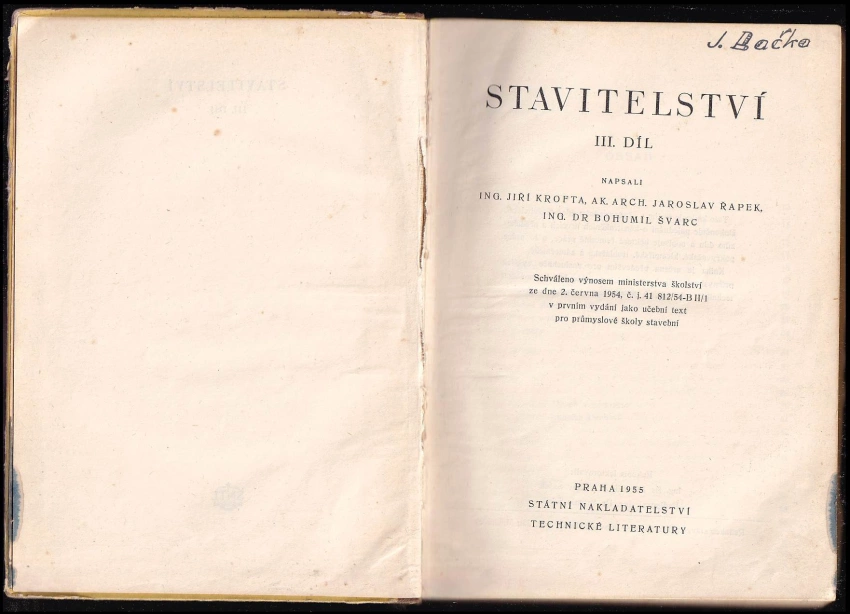 J. Bačko
STAVITELSTVÍ
III. DÍL
NAPSALI
ING. JIŘÍ KROFTA, AK. ARCH. JAROSLAV ŘAPEK,
ING. DR BOHUMIL ŠVARC
Schváleno výnosem ministerstva školství
ze dne 2. června 1954, č. j. 41 812/54-B II/1
v prvním vydání jako učební text
pro průmyslové školy stavební
PRAHA 1955
STÁTNÍ NAKLADATELSTVÍ
TECHNICKÉ LITERATURY